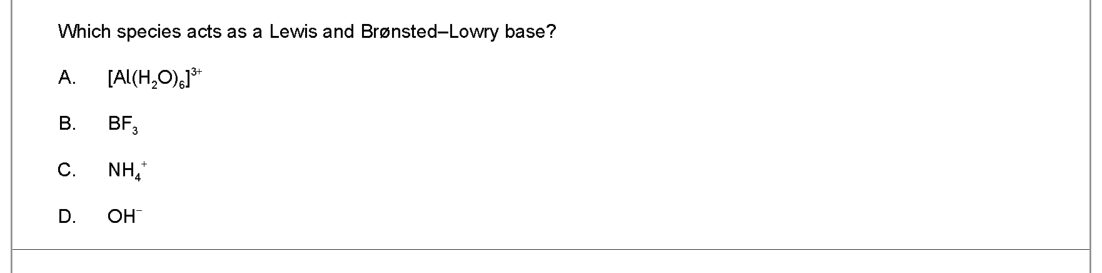 Which species acts as a Lewis and Brønsted–Lowry base?
A. [Al(H₂O)₆]³⁺
B. BF₃
C. NH₄⁺
D. OH⁻